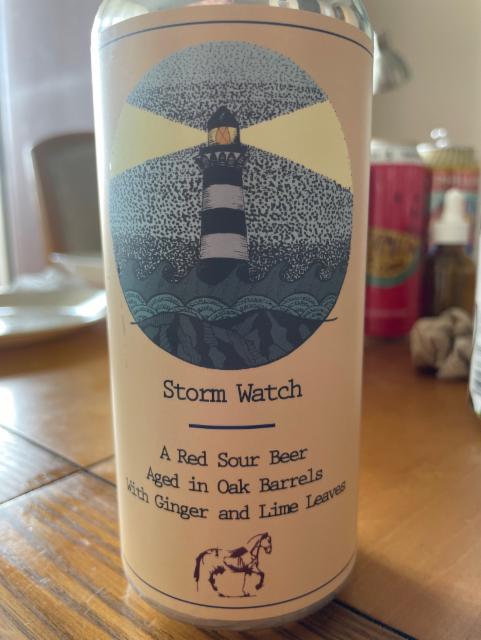 Storm Watch
A Red Sour Beer
Aged in Oak Barrels
With Ginger and Lime Leaves